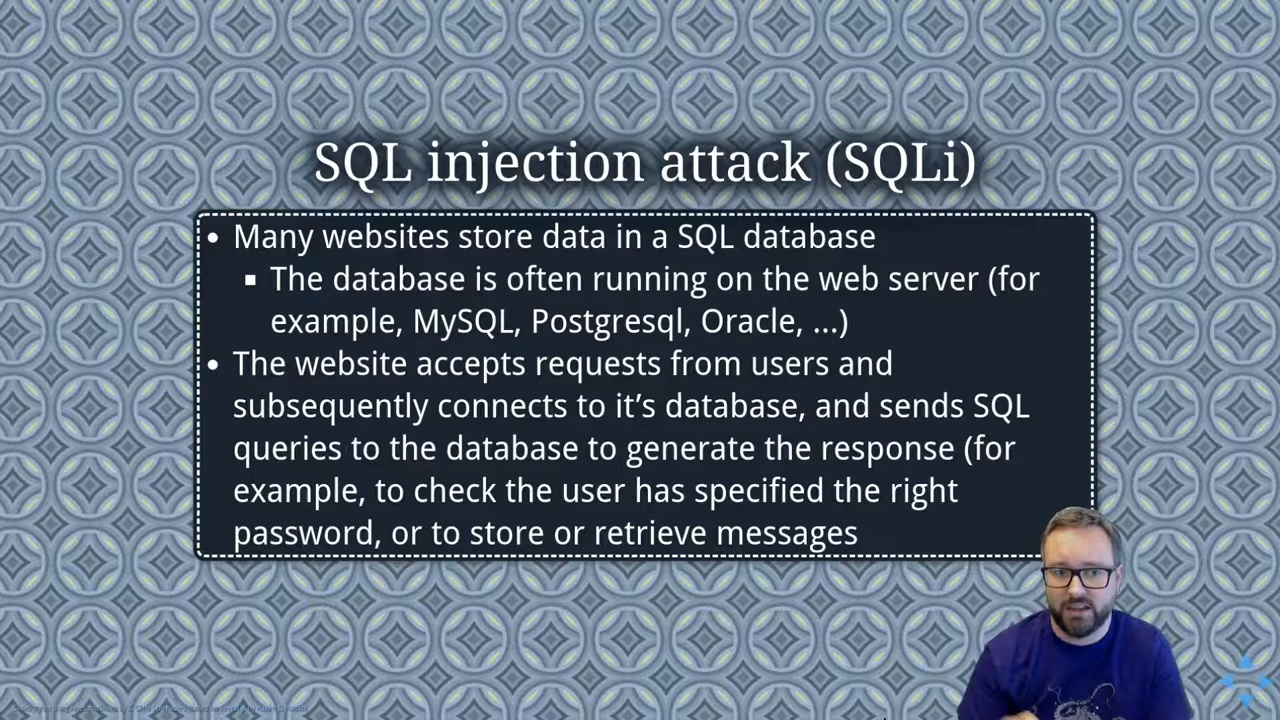 SQL injection attack (SQLi)
• Many websites store data in a SQL database
▪ The database is often running on the web server (for
example, MySQL, Postgresql, Oracle, ...)
• The website accepts requests from users and
subsequently connects to it’s database, and sends SQL
queries to the database to generate the response (for
example, to check the user has specified the right
password, or to store or retrieve messages